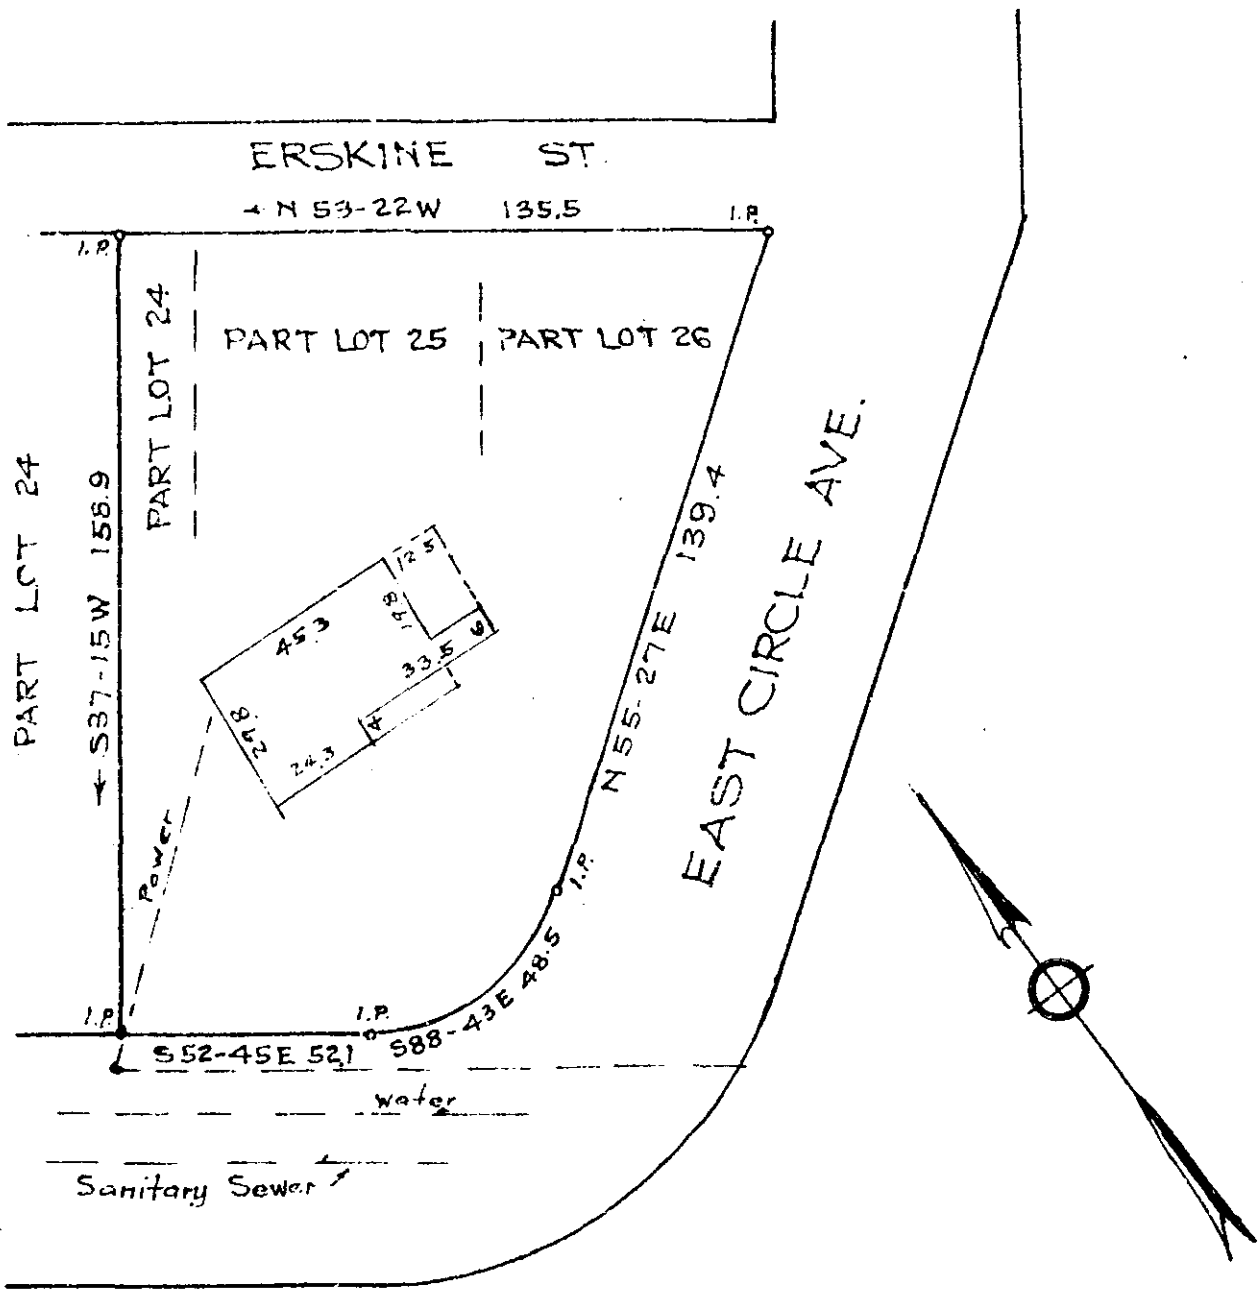 ERSKINE ST.
N 53-22W 135.5
I.P.
I.P.
PART LOT 24
PART LOT 25
PART LOT 26
PART LOT 24
S37-15W 158.9
N 55-27E 139.4
EAST CIRCLE AVE.
45.3
12.5
19.8
33.5
6
4
29.8
24.3
Power
I.P.
I.P.
I.P.
S52-45E 52.1
S88-43E 48.5
Water
Sanitary Sewer